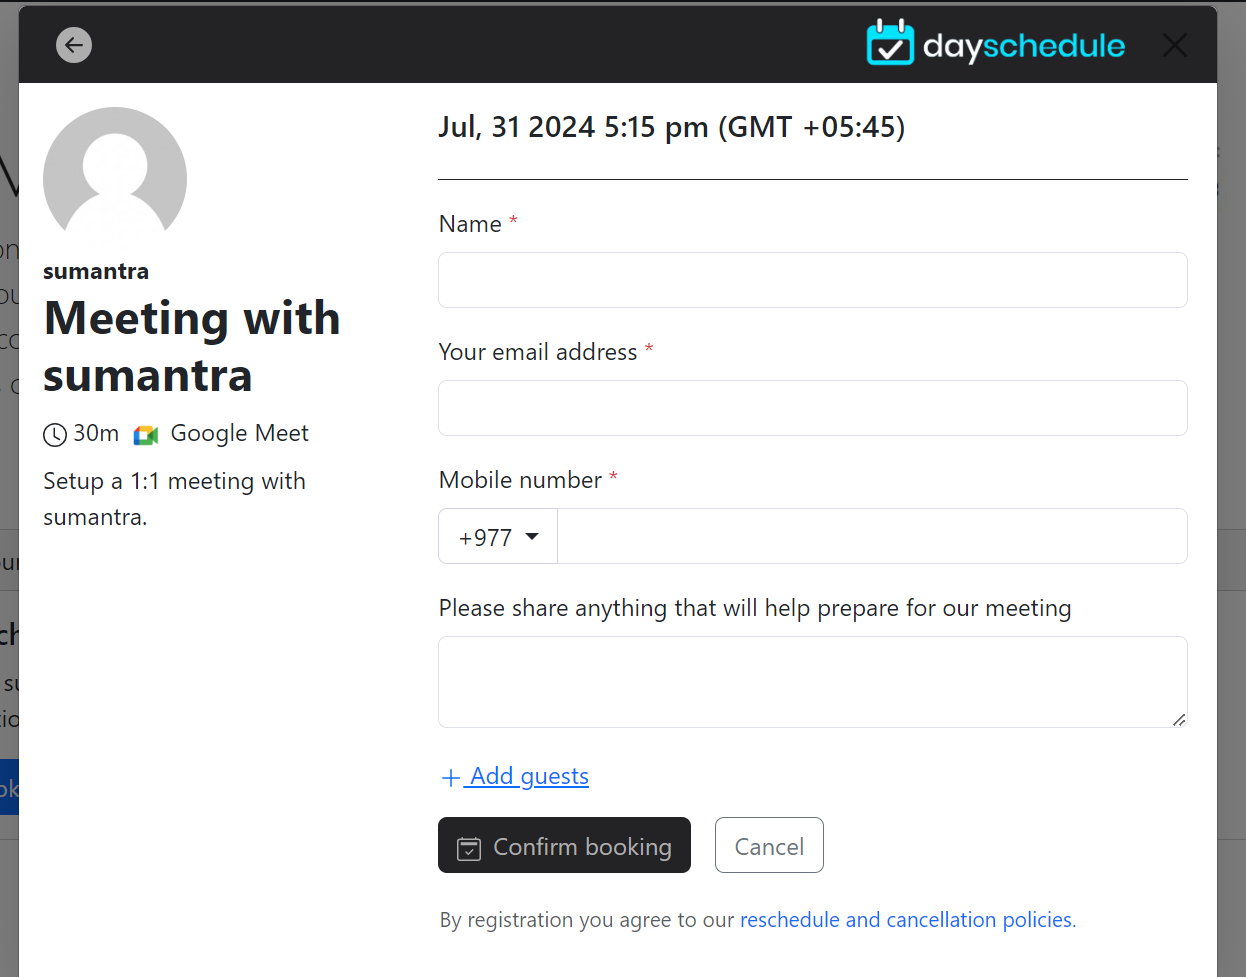 dayschedule
sumantra
Meeting with
sumantra
30m Google Meet
Setup a 1:1 meeting with
sumantra.
Jul, 31 2024 5:15 pm (GMT +05:45)
Name *
Your email address *
Mobile number *
+977
Please share anything that will help prepare for our meeting
+ Add guests
Confirm booking
Cancel
By registration you agree to our reschedule and cancellation policies.